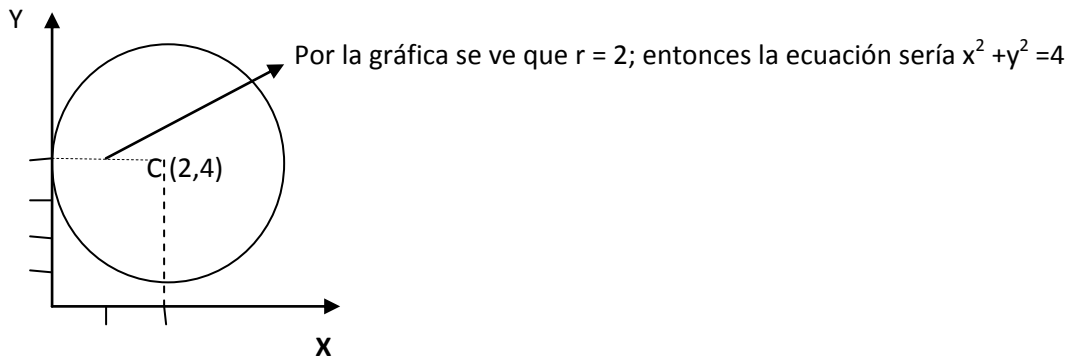 Y
Por la gráfica se ve que r = 2; entonces la ecuación sería x² +y² =4
C (2,4)
X